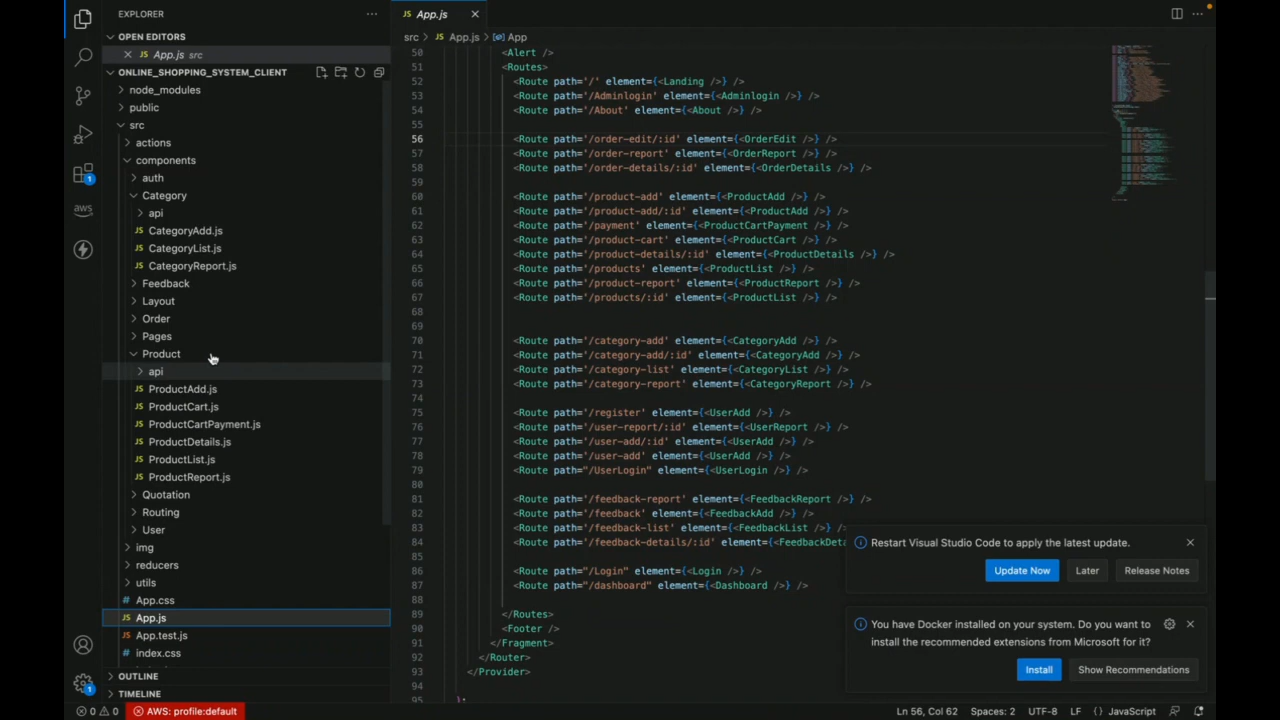 EXPLORER
OPEN EDITORS
App.js src
ONLINE_SHOPPING_SYSTEM_CLIENT
node_modules
public
src
actions
components
auth
Category
api
CategoryAdd.js
CategoryList.js
CategoryReport.js
Feedback
Layout
Order
Pages
Product
api
ProductAdd.js
ProductCart.js
ProductCartPayment.js
ProductDetails.js
ProductList.js
ProductReport.js
Quotation
Routing
User
img
reducers
utils
App.css
App.js
App.test.js
index.css
OUTLINE
TIMELINE
App.js
src > App.js > App
50 <Alert />
51 <Routes>
52 <Route path='/' element={<Landing />} />
53 <Route path='/Adminlogin' element={<Adminlogin />} />
54 <Route path='/About' element={<About />} />
55
56 <Route path='/order-edit/:id' element={<OrderEdit />} />
57 <Route path='/order-report' element={<OrderReport />} />
58 <Route path='/order-details/:id' element={<OrderDetails />} />
59
60 <Route path='/product-add' element={<ProductAdd />} />
61 <Route path='/product-add/:id' element={<ProductAdd />} />
62 <Route path='/payment' element={<ProductCartPayment />} />
63 <Route path='/product-cart' element={<ProductCart />} />
64 <Route path='/product-details/:id' element={<ProductDetails />} />
65 <Route path='/products' element={<ProductList />} />
66 <Route path='/product-report' element={<ProductReport />} />
67 <Route path='/products/:id' element={<ProductList />} />
68
69
70 <Route path='/category-add' element={<CategoryAdd />} />
71 <Route path='/category-add/:id' element={<CategoryAdd />} />
72 <Route path='/category-list' element={<CategoryList />} />
73 <Route path='/category-report' element={<CategoryReport />} />
74
75 <Route path='/register' element={<UserAdd />} />
76 <Route path='/user-report' element={<UserReport />} />
77 <Route path='/user-add/:id' element={<UserAdd />} />
78 <Route path='/user-add' element={<UserAdd />} />
79 <Route path="/UserLogin" element={<UserLogin />} />
80
81 <Route path='/feedback-report' element={<FeedbackReport />} />
82 <Route path='/feedback' element={<FeedbackAdd />} />
83 <Route path='/feedback-list' element={<FeedbackList />} />
84 <Route path='/feedback-details/:id' element={<FeedbackDeta
85
86 <Route path="/Login" element={<Login />} />
87 <Route path="/dashboard" element={<Dashboard />} />
88
89 </Routes>
90 <Footer />
91 </Fragment>
92 </Router>
93 </Provider>
94
95 );
Restart Visual Studio Code to apply the latest update.
Update Now Later Release Notes
You have Docker installed on your system. Do you want to
install the recommended extensions from Microsoft for it?
Install Show Recommendations
aws
1
1
0 0 AWS: profile:default Ln 56, Col 62 Spaces: 2 UTF-8 LF {} JavaScript